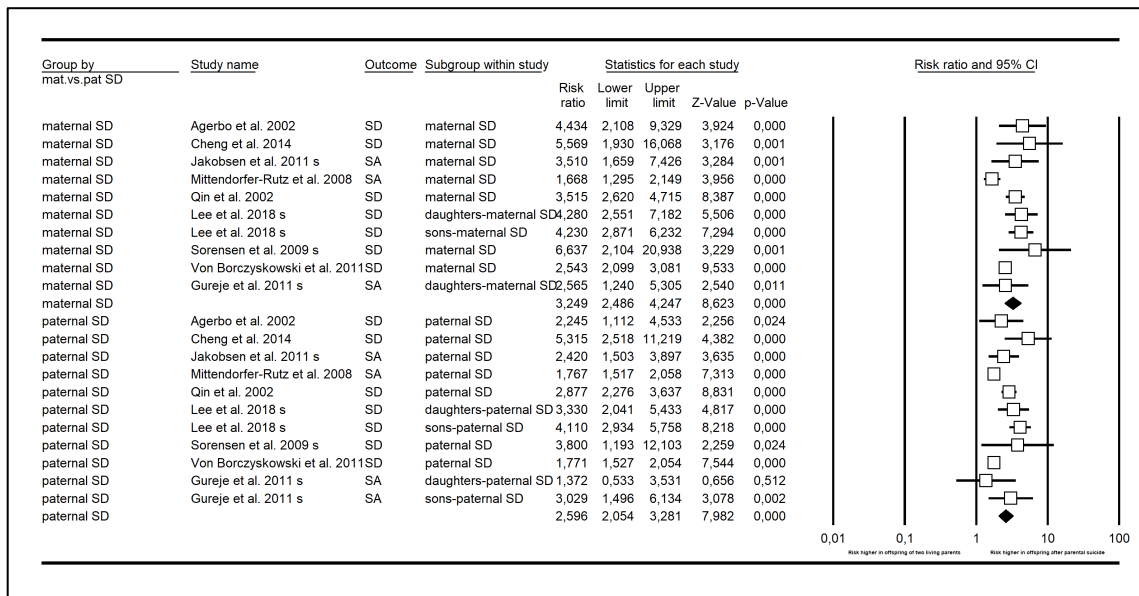 Group by Study name Outcome Subgroup within study Statistics for each study Risk ratio and 95% CI
mat.vs.pat SD
Risk Lower Upper
ratio limit limit Z-Value p-Value
maternal SD Agerbo et al. 2002 SD maternal SD 4,434 2,108 9,329 3,924 0,000
maternal SD Cheng et al. 2014 SD maternal SD 5,569 1,930 16,068 3,176 0,001
maternal SD Jakobsen et al. 2011 s SA maternal SD 3,510 1,659 7,426 3,284 0,001
maternal SD Mittendorfer-Rutz et al. 2008 SA maternal SD 1,668 1,295 2,149 3,956 0,000
maternal SD Qin et al. 2002 SD maternal SD 3,515 2,620 4,715 8,387 0,000
maternal SD Lee et al. 2018 s SD daughters-maternal SD 4,280 2,551 7,182 5,506 0,000
maternal SD Lee et al. 2018 s SD sons-maternal SD 4,230 2,871 6,232 7,294 0,000
maternal SD Sorensen et al. 2009 s SD maternal SD 6,637 2,104 20,938 3,229 0,001
maternal SD Von Borczyskowski et al. 2011 SD maternal SD 2,543 2,099 3,081 9,533 0,000
maternal SD Gureje et al. 2011 s SA daughters-maternal SD 2,565 1,240 5,305 2,540 0,011
maternal SD 3,249 2,486 4,247 8,623 0,000
paternal SD Agerbo et al. 2002 SD paternal SD 2,245 1,112 4,533 2,256 0,024
paternal SD Cheng et al. 2014 SD paternal SD 5,315 2,518 11,219 4,382 0,000
paternal SD Jakobsen et al. 2011 s SA paternal SD 2,420 1,503 3,897 3,635 0,000
paternal SD Mittendorfer-Rutz et al. 2008 SA paternal SD 1,767 1,517 2,058 7,313 0,000
paternal SD Qin et al. 2002 SD paternal SD 2,877 2,276 3,637 8,831 0,000
paternal SD Lee et al. 2018 s SD daughters-paternal SD 3,330 2,041 5,433 4,817 0,000
paternal SD Lee et al. 2018 s SD sons-paternal SD 4,110 2,934 5,758 8,218 0,000
paternal SD Sorensen et al. 2009 s SD paternal SD 3,800 1,193 12,103 2,259 0,024
paternal SD Von Borczyskowski et al. 2011 SD paternal SD 1,771 1,527 2,054 7,544 0,000
paternal SD Gureje et al. 2011 s SA daughters-paternal SD 1,372 0,533 3,531 0,656 0,512
paternal SD Gureje et al. 2011 s SA sons-paternal SD 3,029 1,496 6,134 3,078 0,002
paternal SD 2,596 2,054 3,281 7,982 0,000
0,01 0,1 1 10 100
Risk higher in offspring of two living parents Risk higher in offspring after parental suicide